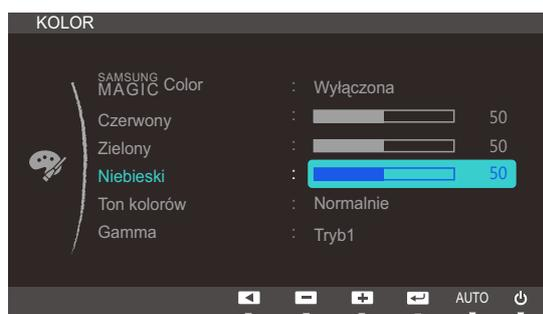 KOLOR
SAMSUNG MAGIC Color : Wyłączona
Czerwony : 50
Zielony : 50
Niebieski : 50
Ton kolorów : Normalnie
Gamma : Tryb1
AUTO